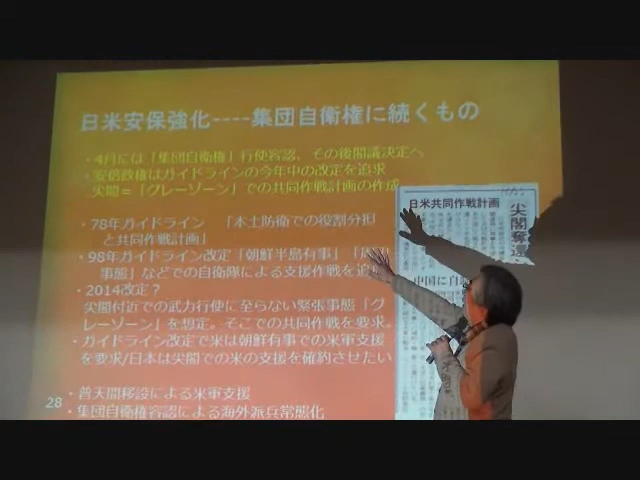 日米安保強化----集団自衛権に続くもの
・4月には「集団自衛権」行使容認、その後閣議決定へ
・安倍政権はガイドラインの今年中の改定を追求
尖閣＝「グレーゾーン」での共同作戦計画の作成
・78年ガイドライン 「本土防衛での役割分担
と共同作戦計画」
・98年ガイドライン改定「朝鮮半島有事」「
事態」などでの自衛隊による支援作戦を追
・2014改定？
尖閣付近での武力行使に至らない緊張事態「グ
レーゾーン」を想定。そこでの共同作戦を要求。
・ガイドライン改定で米は朝鮮有事での米軍支援
を要求/日本は尖閣での米の支援を確約させたい
・普天間移設による米軍支援
・集団自衛権容認による海外派兵常態化
28
日米共同作戦計画
尖閣奪還
中国に自